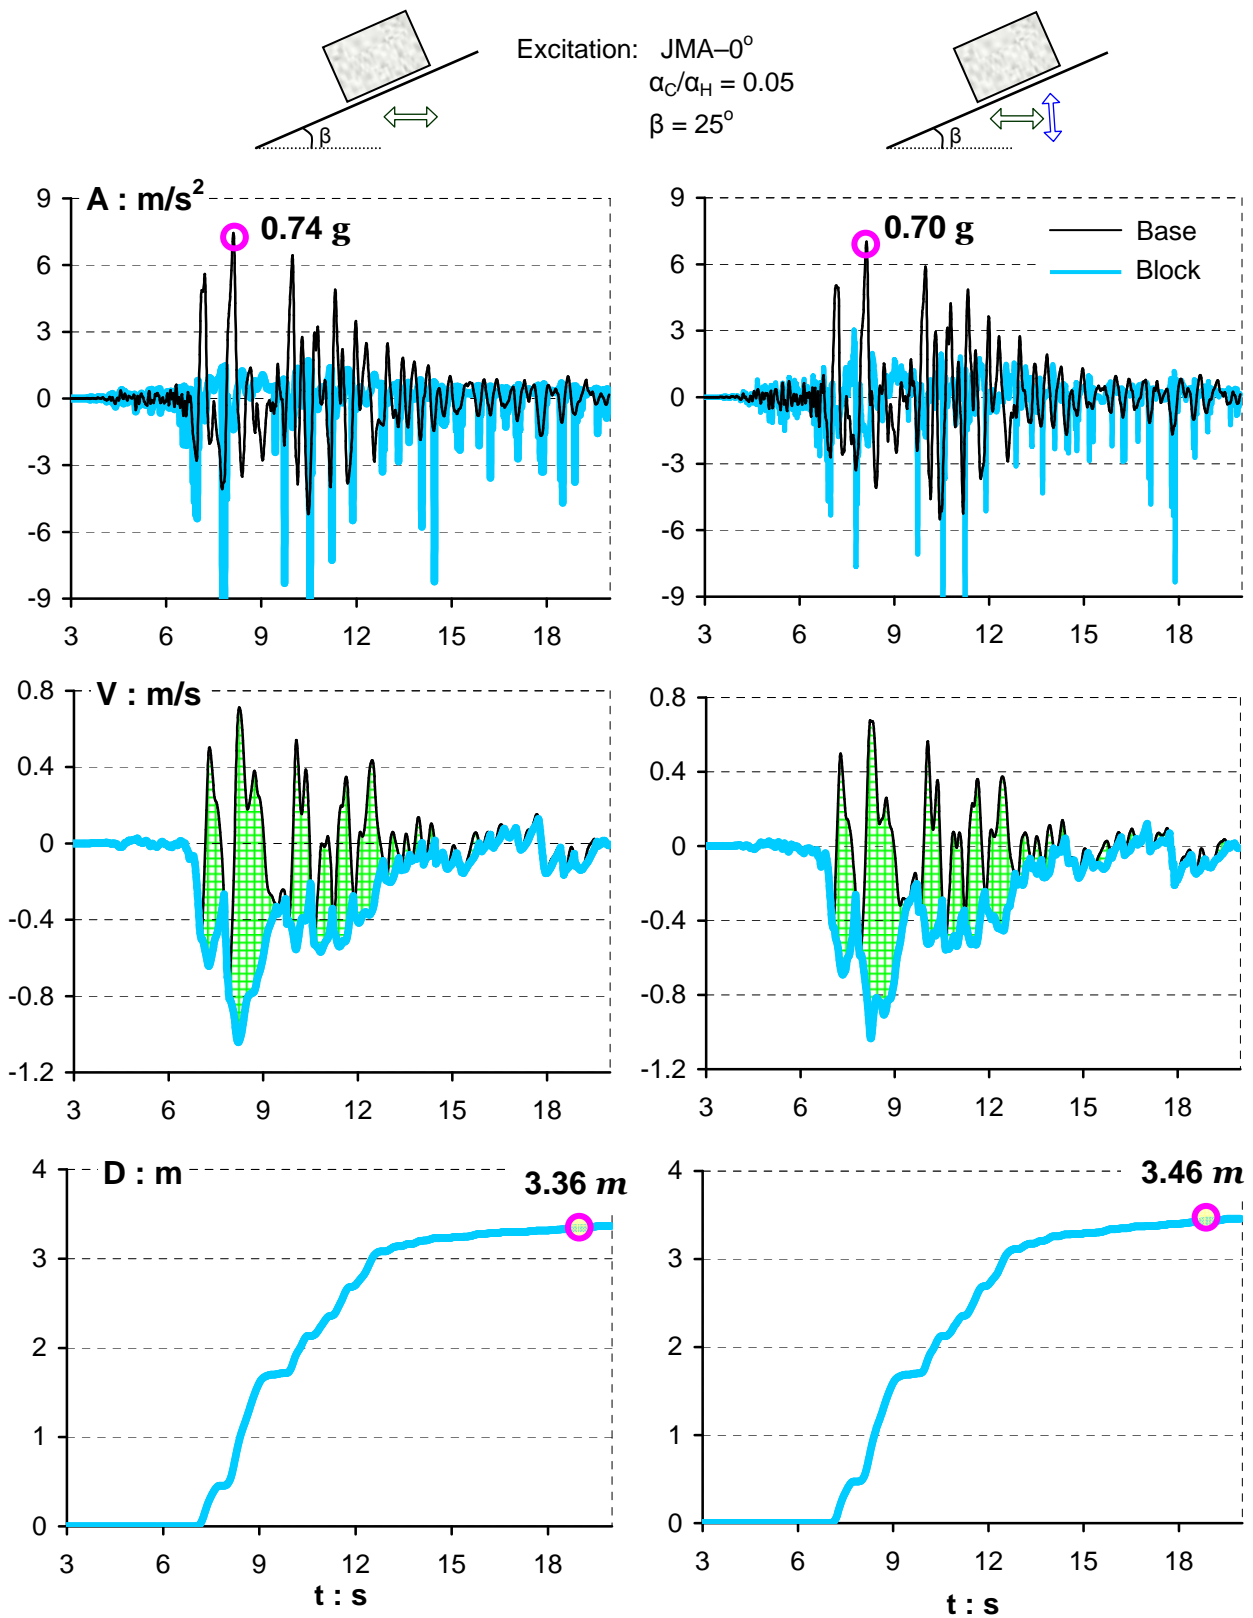 Excitation: JMA–0°
α_C/α_H = 0.05
β = 25°
β
β
A : m/s²
0.74 g
0.70 g
Base
Block
9
6
3
0
-3
-6
-9
3 6 9 12 15 18
9
6
3
0
-3
-6
-9
3 6 9 12 15 18
V : m/s
0.8
0.4
0
-0.4
-0.8
-1.2
3 6 9 12 15 18
0.8
0.4
0
-0.4
-0.8
-1.2
3 6 9 12 15 18
D : m
3.36 m
4
3
2
1
0
3 6 9 12 15 18
t : s
3.46 m
4
3
2
1
0
3 6 9 12 15 18
t : s